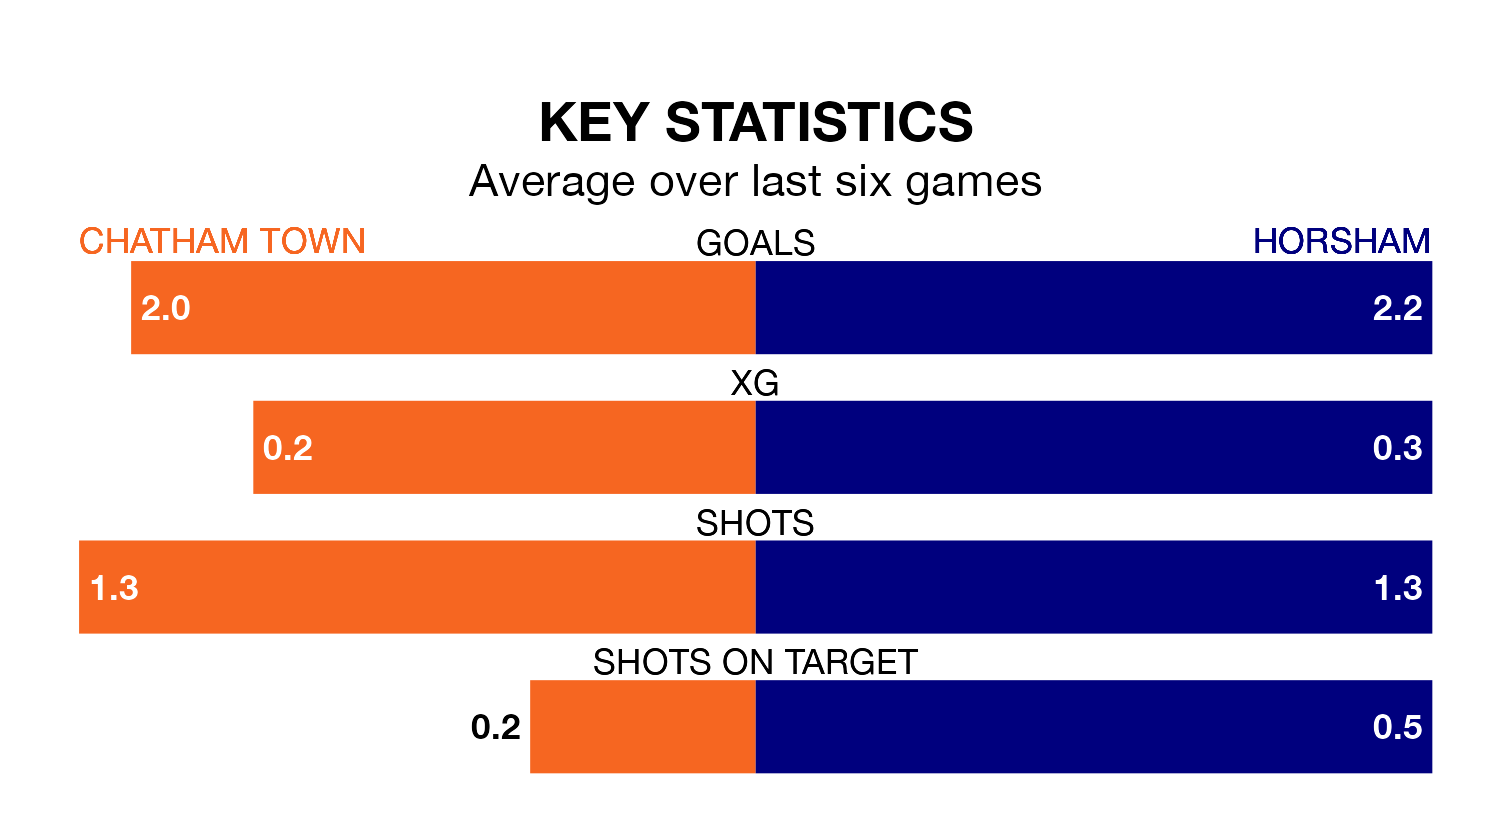 KEY STATISTICS
Average over last six games
CHATHAM TOWN GOALS HORSHAM
2.0 2.2
XG
0.2 0.3
SHOTS
1.3 1.3
SHOTS ON TARGET
0.2 0.5